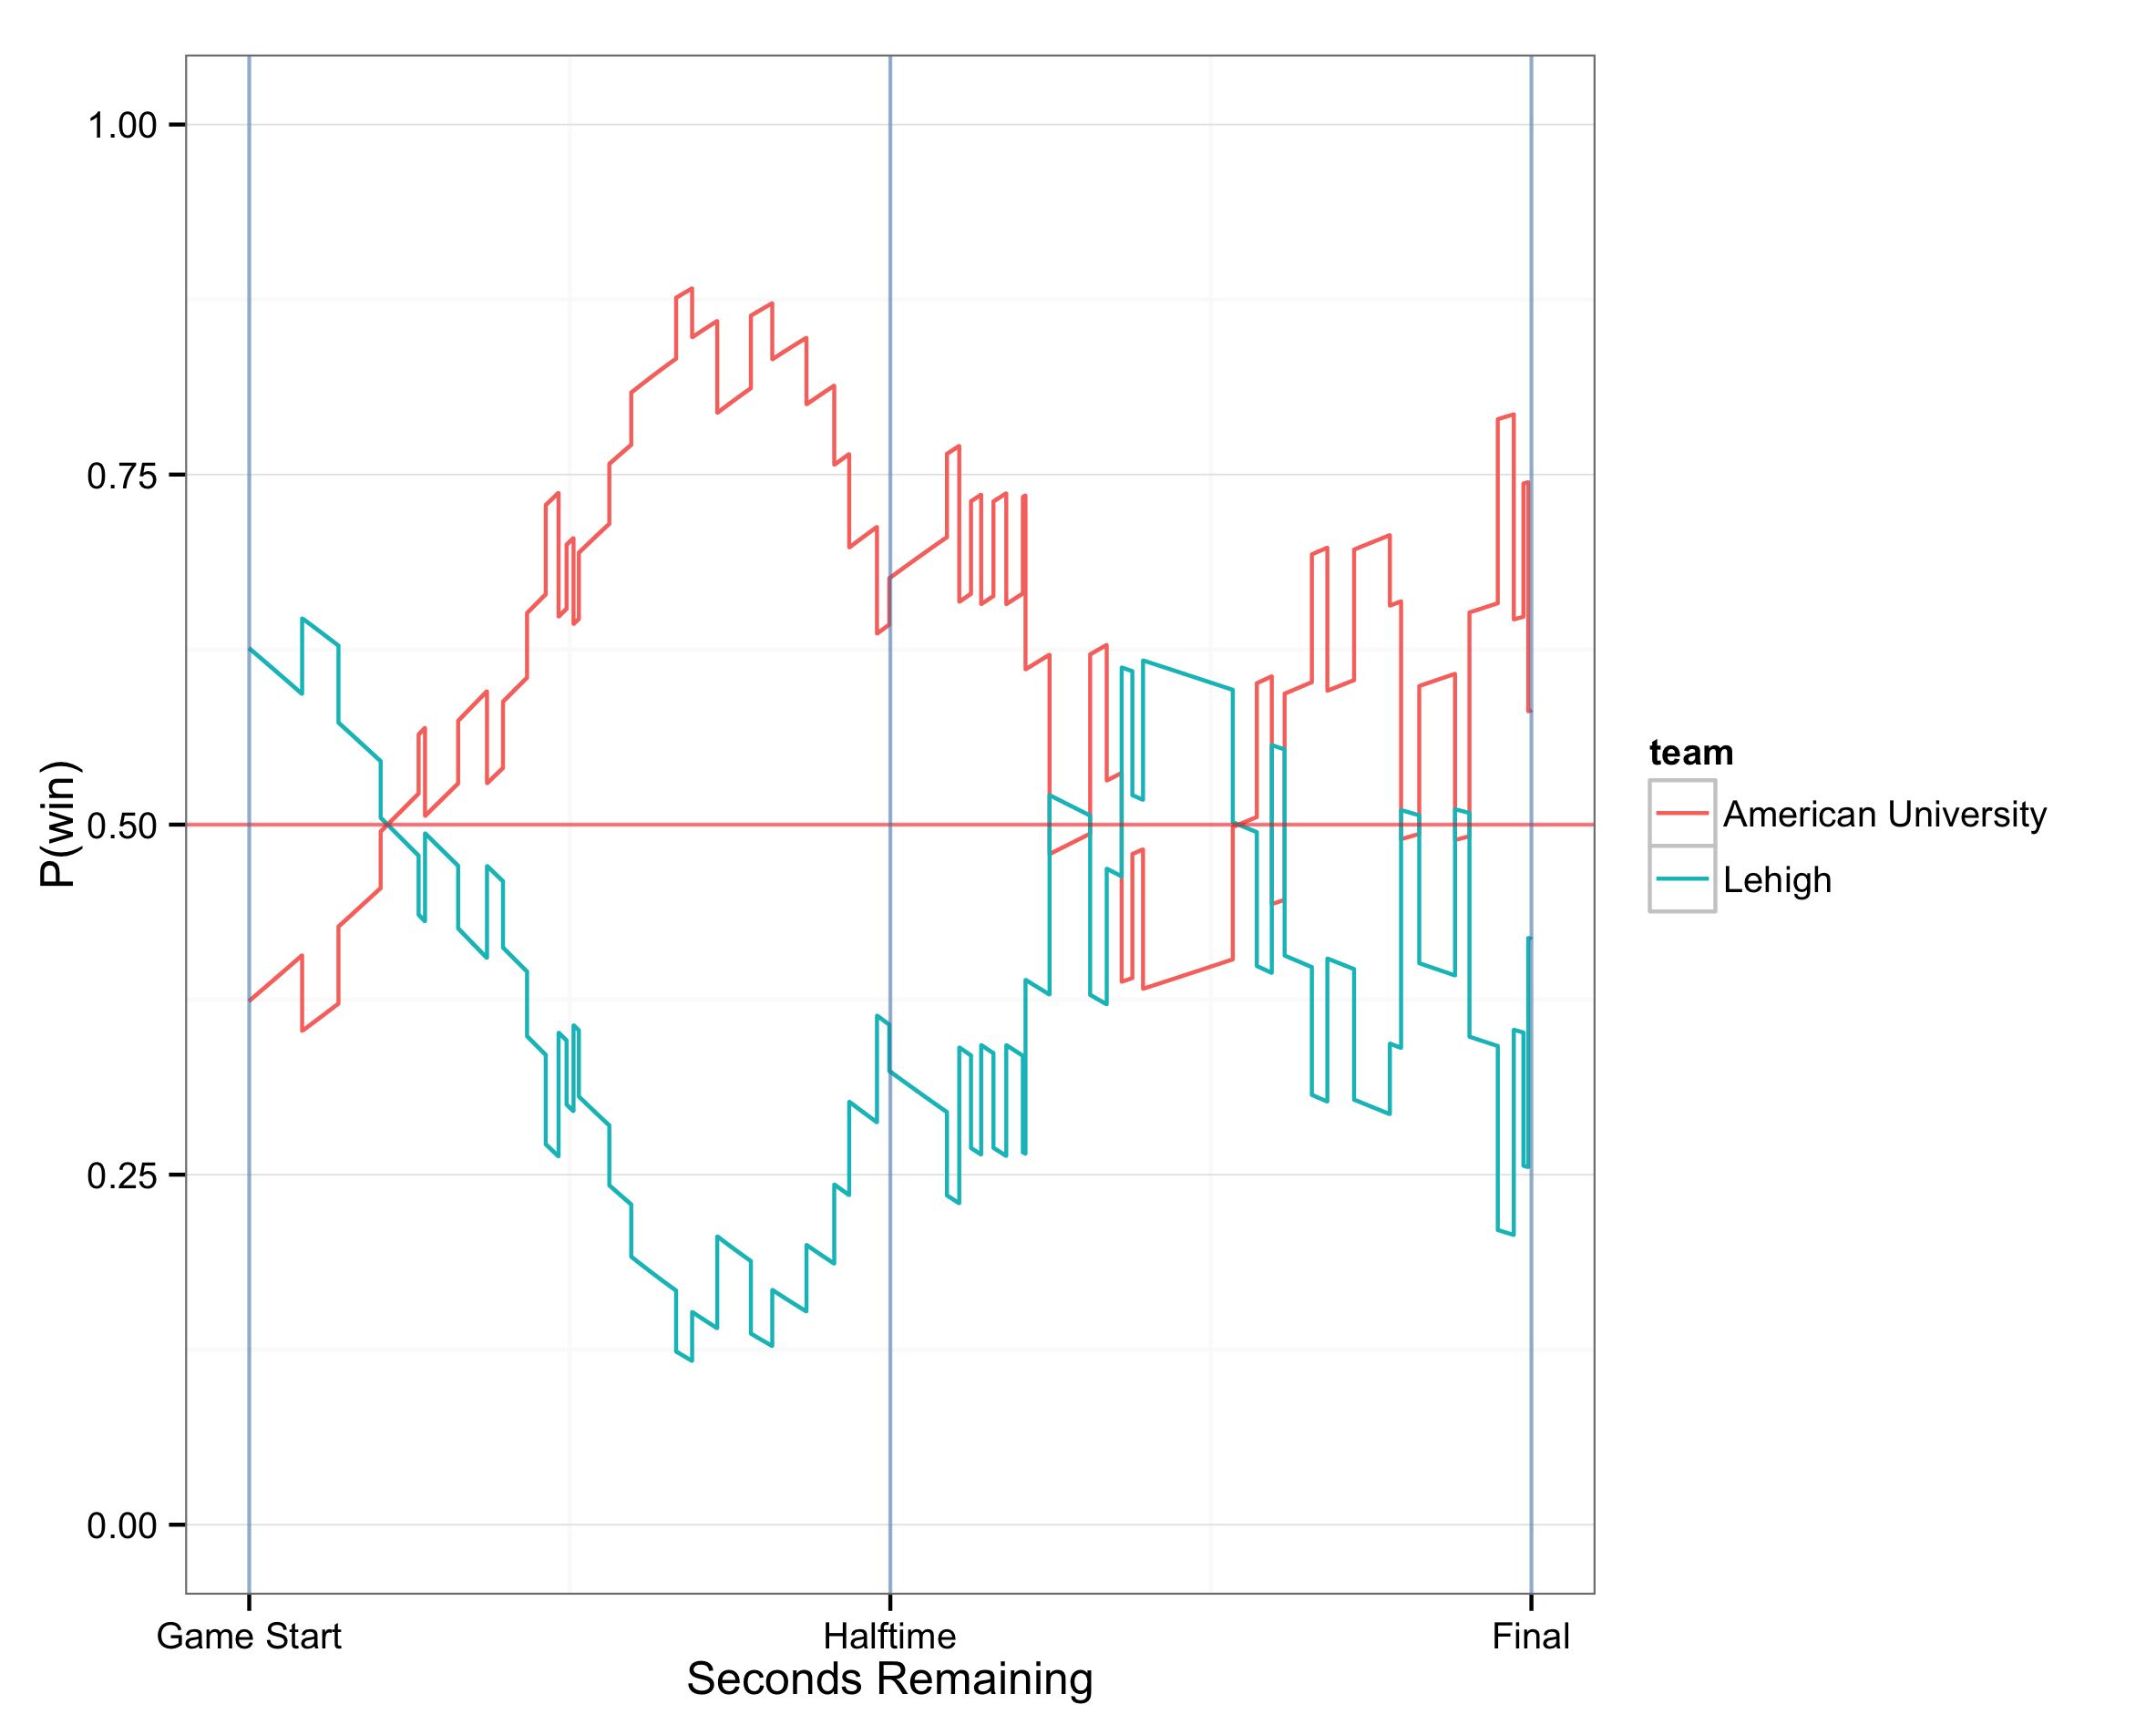 1.00
0.75
0.50
0.25
0.00
P(win)
Game Start
Halftime
Final
Seconds Remaining
team
American University
Lehigh